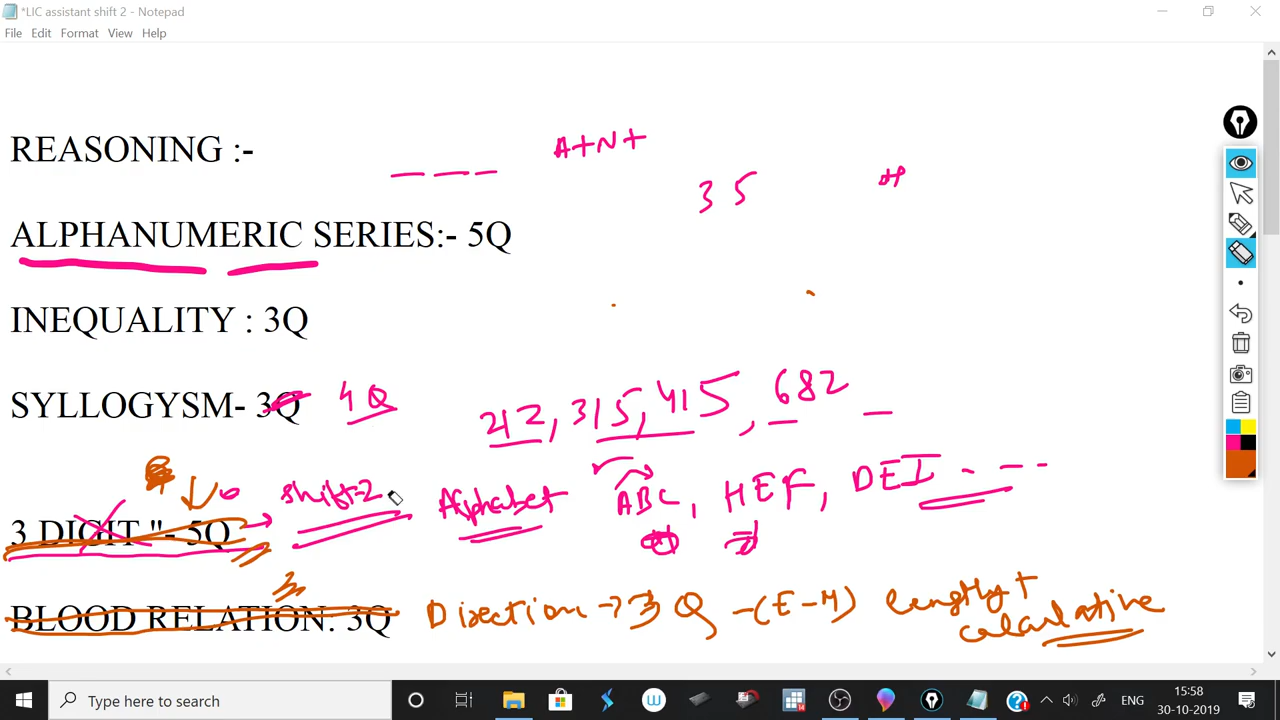 *LIC assistant shift 2 - Notepad
File Edit Format View Help
REASONING :-
A+N+
3 5
ALPHANUMERIC SERIES:- 5Q
INEQUALITY : 3Q
SYLLOGYSM- 3Q 4Q
212, 315, 415, 682
3 DIGIT "- 5Q → Shift-2 Alphabet ABC, HEF, DEI - ---
BLOOD RELATION: 3Q Direction → 3Q -(E-M) lengthy +
calculative
Type here to search
ENG
15:58
30-10-2019